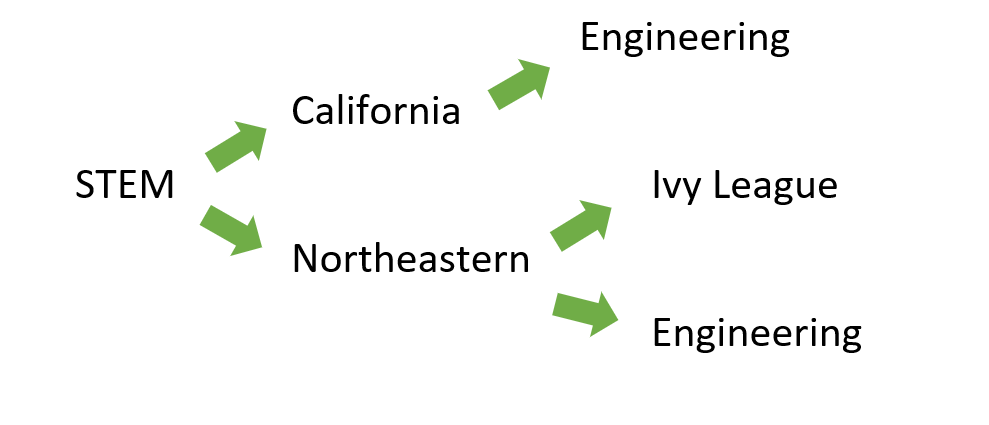 Engineering
California
STEM
Ivy League
Northeastern
Engineering